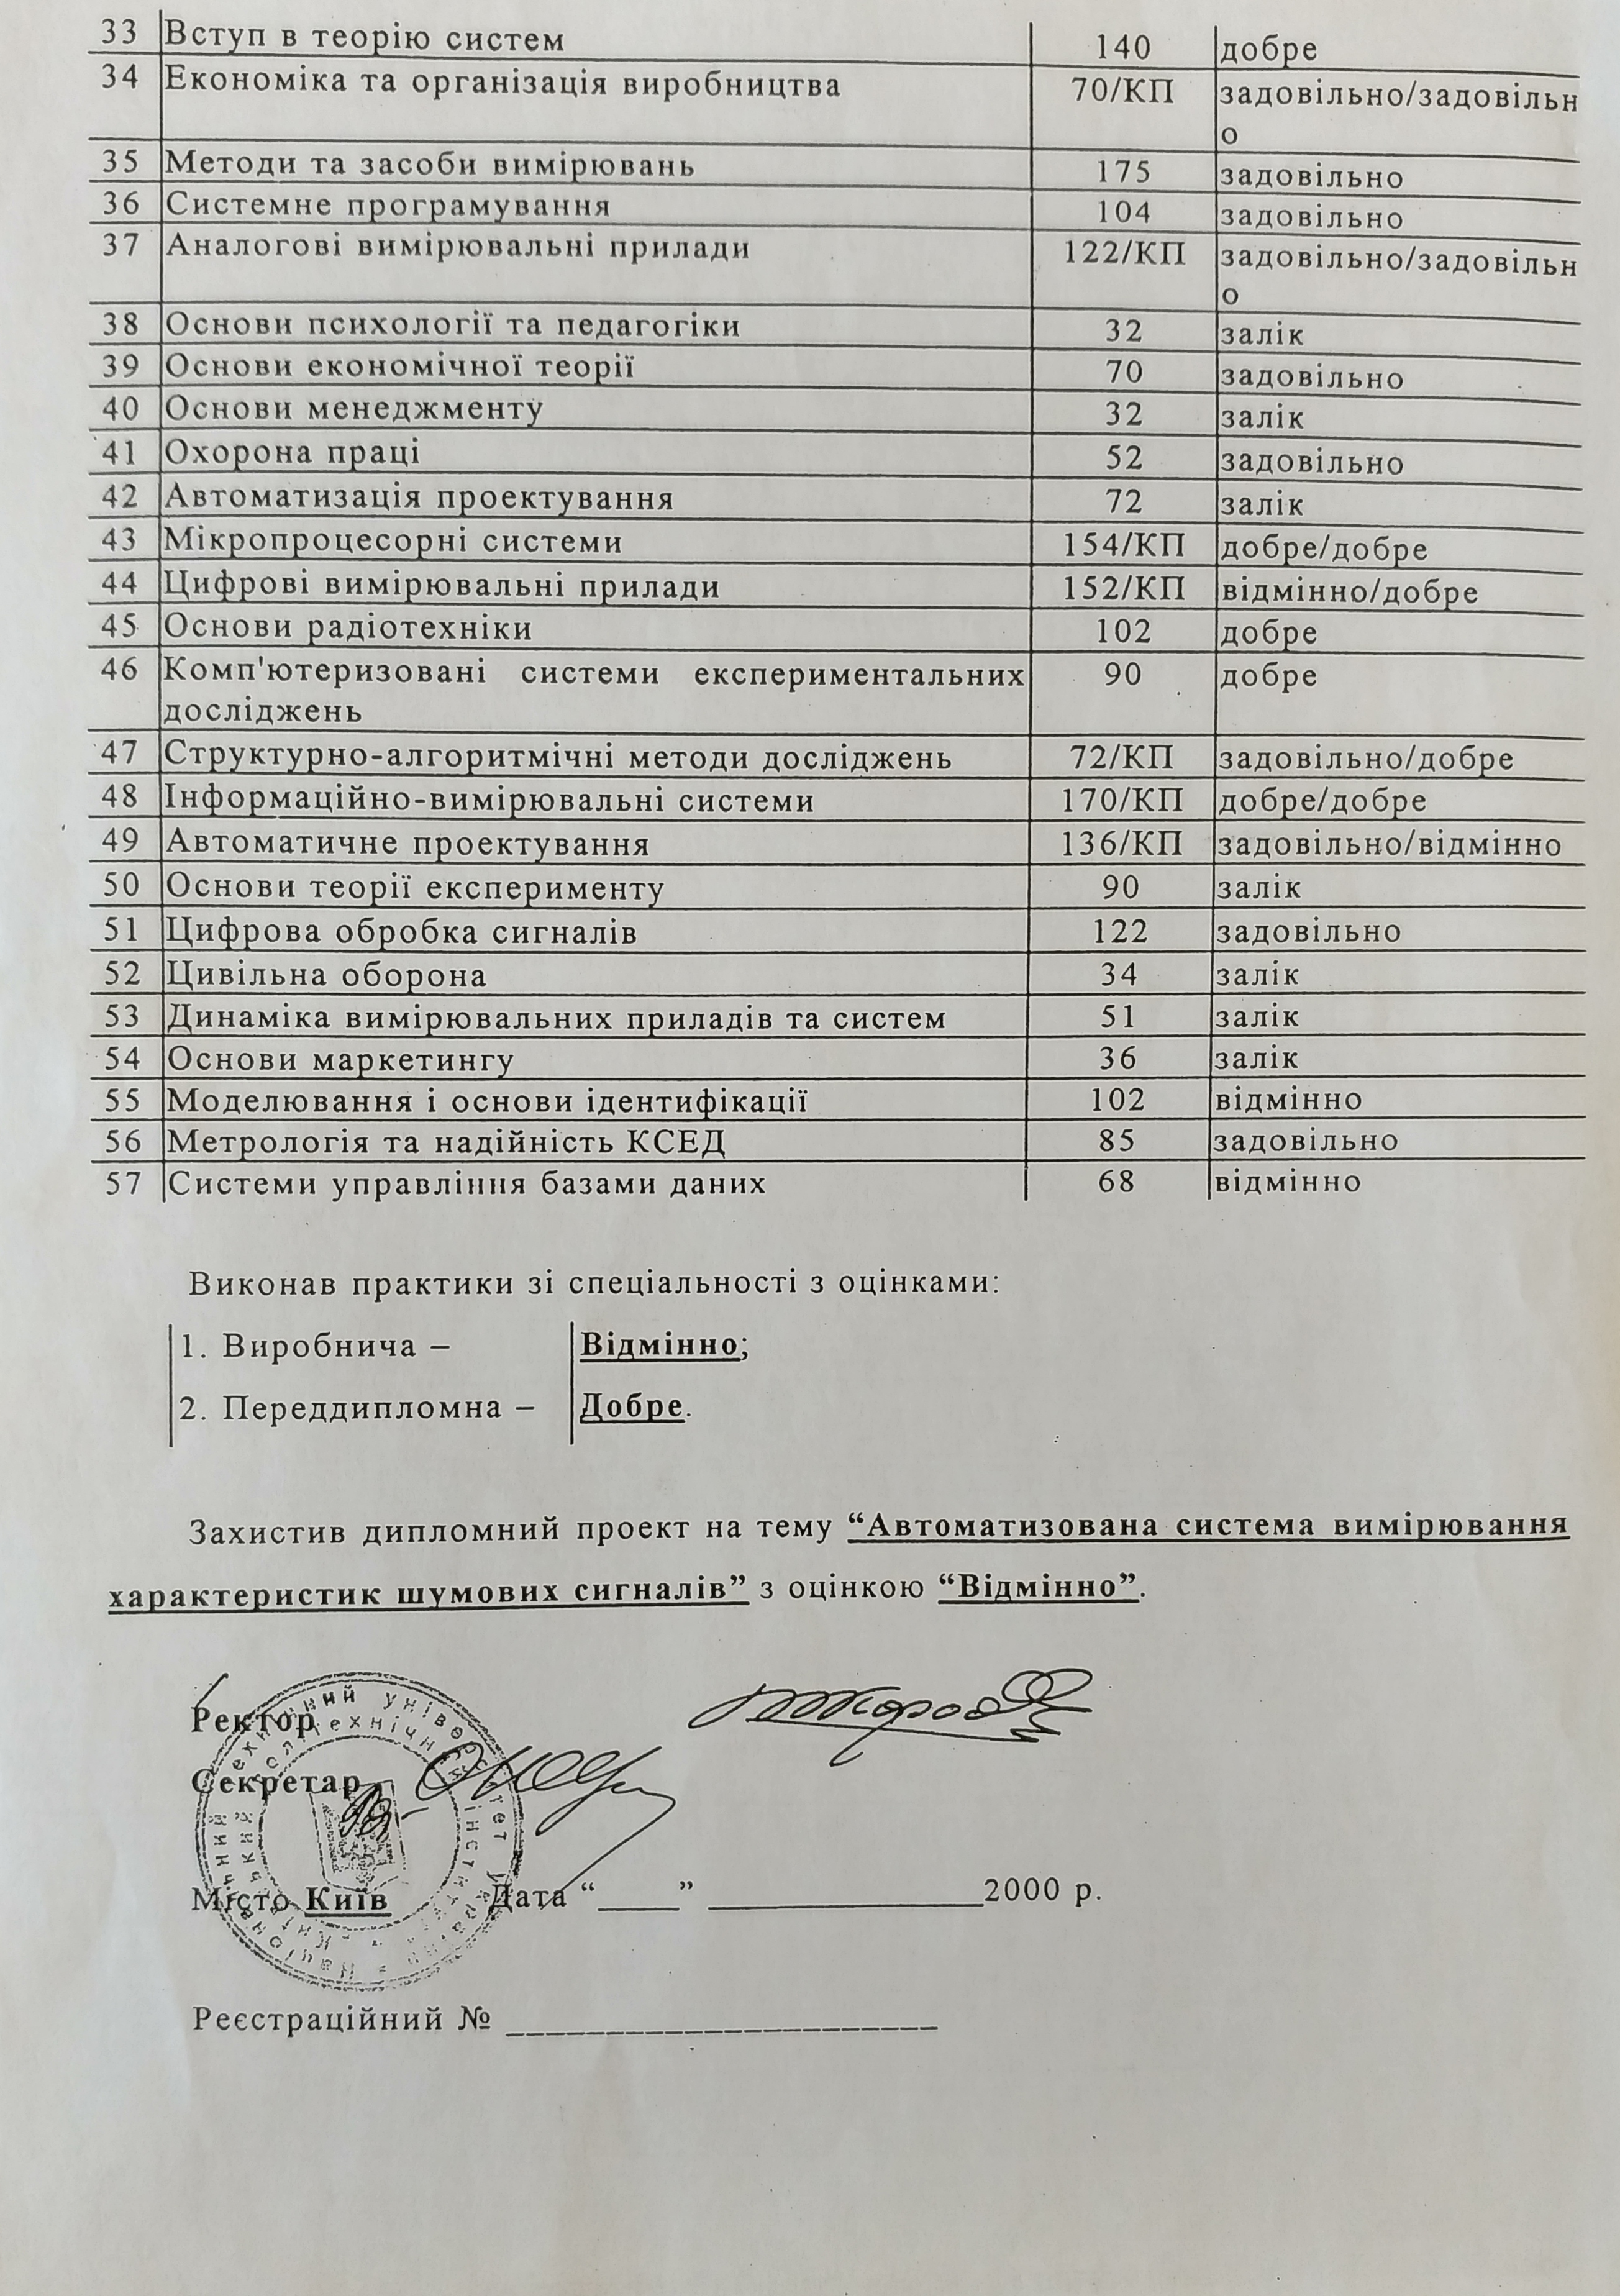 33 Вступ в теорію систем 140 добре
34 Економіка та організація виробництва 70/КП задовільно/задовільн
о
35 Методи та засоби вимірювань 175 задовільно
36 Системне програмування 104 задовільно
37 Аналогові вимірювальні прилади 122/КП задовільно/задовільн
о
38 Основи психології та педагогіки 32 залік
39 Основи економічної теорії 70 задовільно
40 Основи менеджменту 32 залік
41 Охорона праці 52 задовільно
42 Автоматизація проектування 72 залік
43 Мікропроцесорні системи 154/КП добре/добре
44 Цифрові вимірювальні прилади 152/КП відмінно/добре
45 Основи радіотехніки 102 добре
46 Комп'ютеризовані системи експериментальних 90 добре
досліджень
47 Структурно-алгоритмічні методи досліджень 72/КП задовільно/добре
48 Інформаційно-вимірювальні системи 170/КП добре/добре
49 Автоматичне проектування 136/КП задовільно/відмінно
50 Основи теорії експерименту 90 залік
51 Цифрова обробка сигналів 122 задовільно
52 Цивільна оборона 34 залік
53 Динаміка вимірювальних приладів та систем 51 залік
54 Основи маркетингу 36 залік
55 Моделювання і основи ідентифікації 102 відмінно
56 Метрологія та надійність КСЕД 85 задовільно
57 Системи управління базами даних 68 відмінно
Виконав практики зі спеціальності з оцінками:
1. Виробнича – Відмінно;
2. Переддипломна – Добре.
Захистив дипломний проект на тему “Автоматизована система вимірювання
характеристик шумових сигналів” з оцінкою “Відмінно”.
Ректор
Секретар
Місто Київ Дата “____” ______________2000 р.
Реєстраційний № ________________________